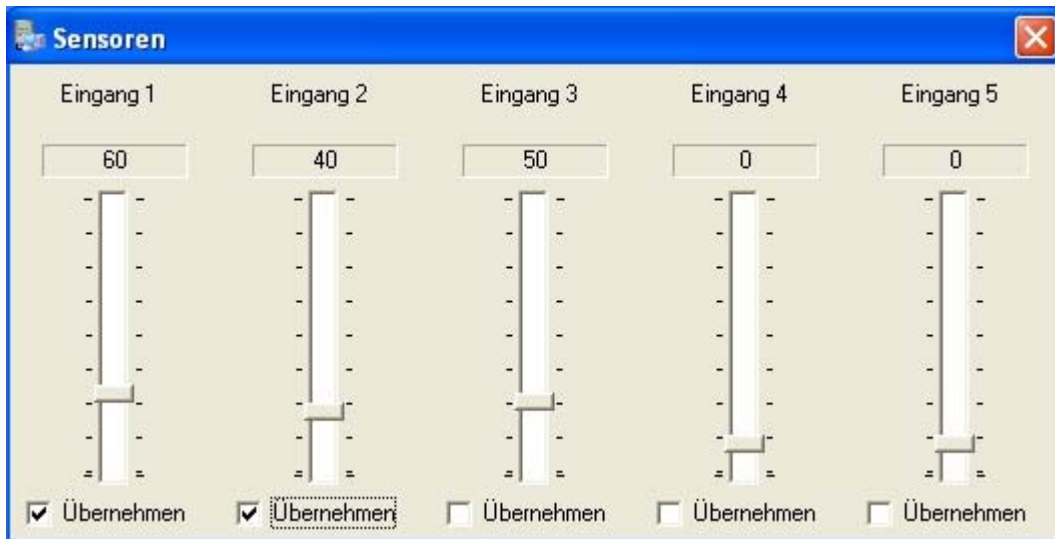 Sensoren
Eingang 1 Eingang 2 Eingang 3 Eingang 4 Eingang 5
60 40 50 0 0
Übernehmen Übernehmen Übernehmen Übernehmen Übernehmen